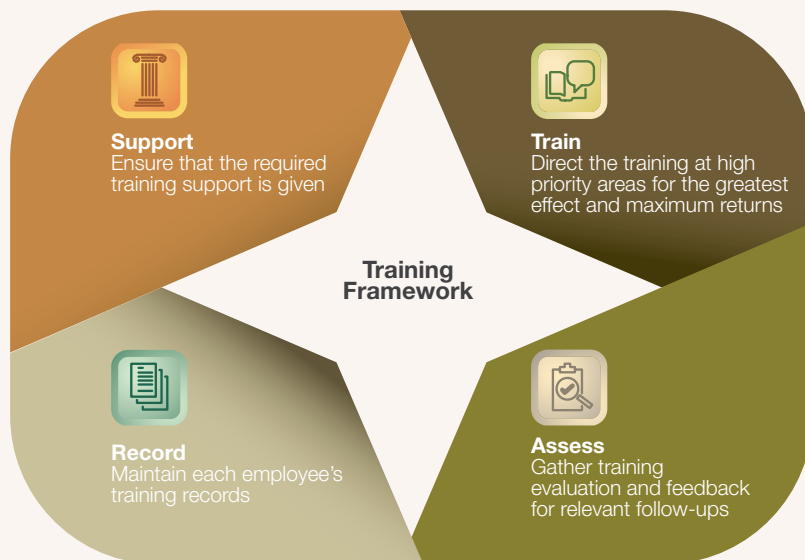 Support
Ensure that the required
training support is given
Train
Direct the training at high
priority areas for the greatest
effect and maximum returns
Training
Framework
Record
Maintain each employee’s
training records
Assess
Gather training
evaluation and feedback
for relevant follow-ups